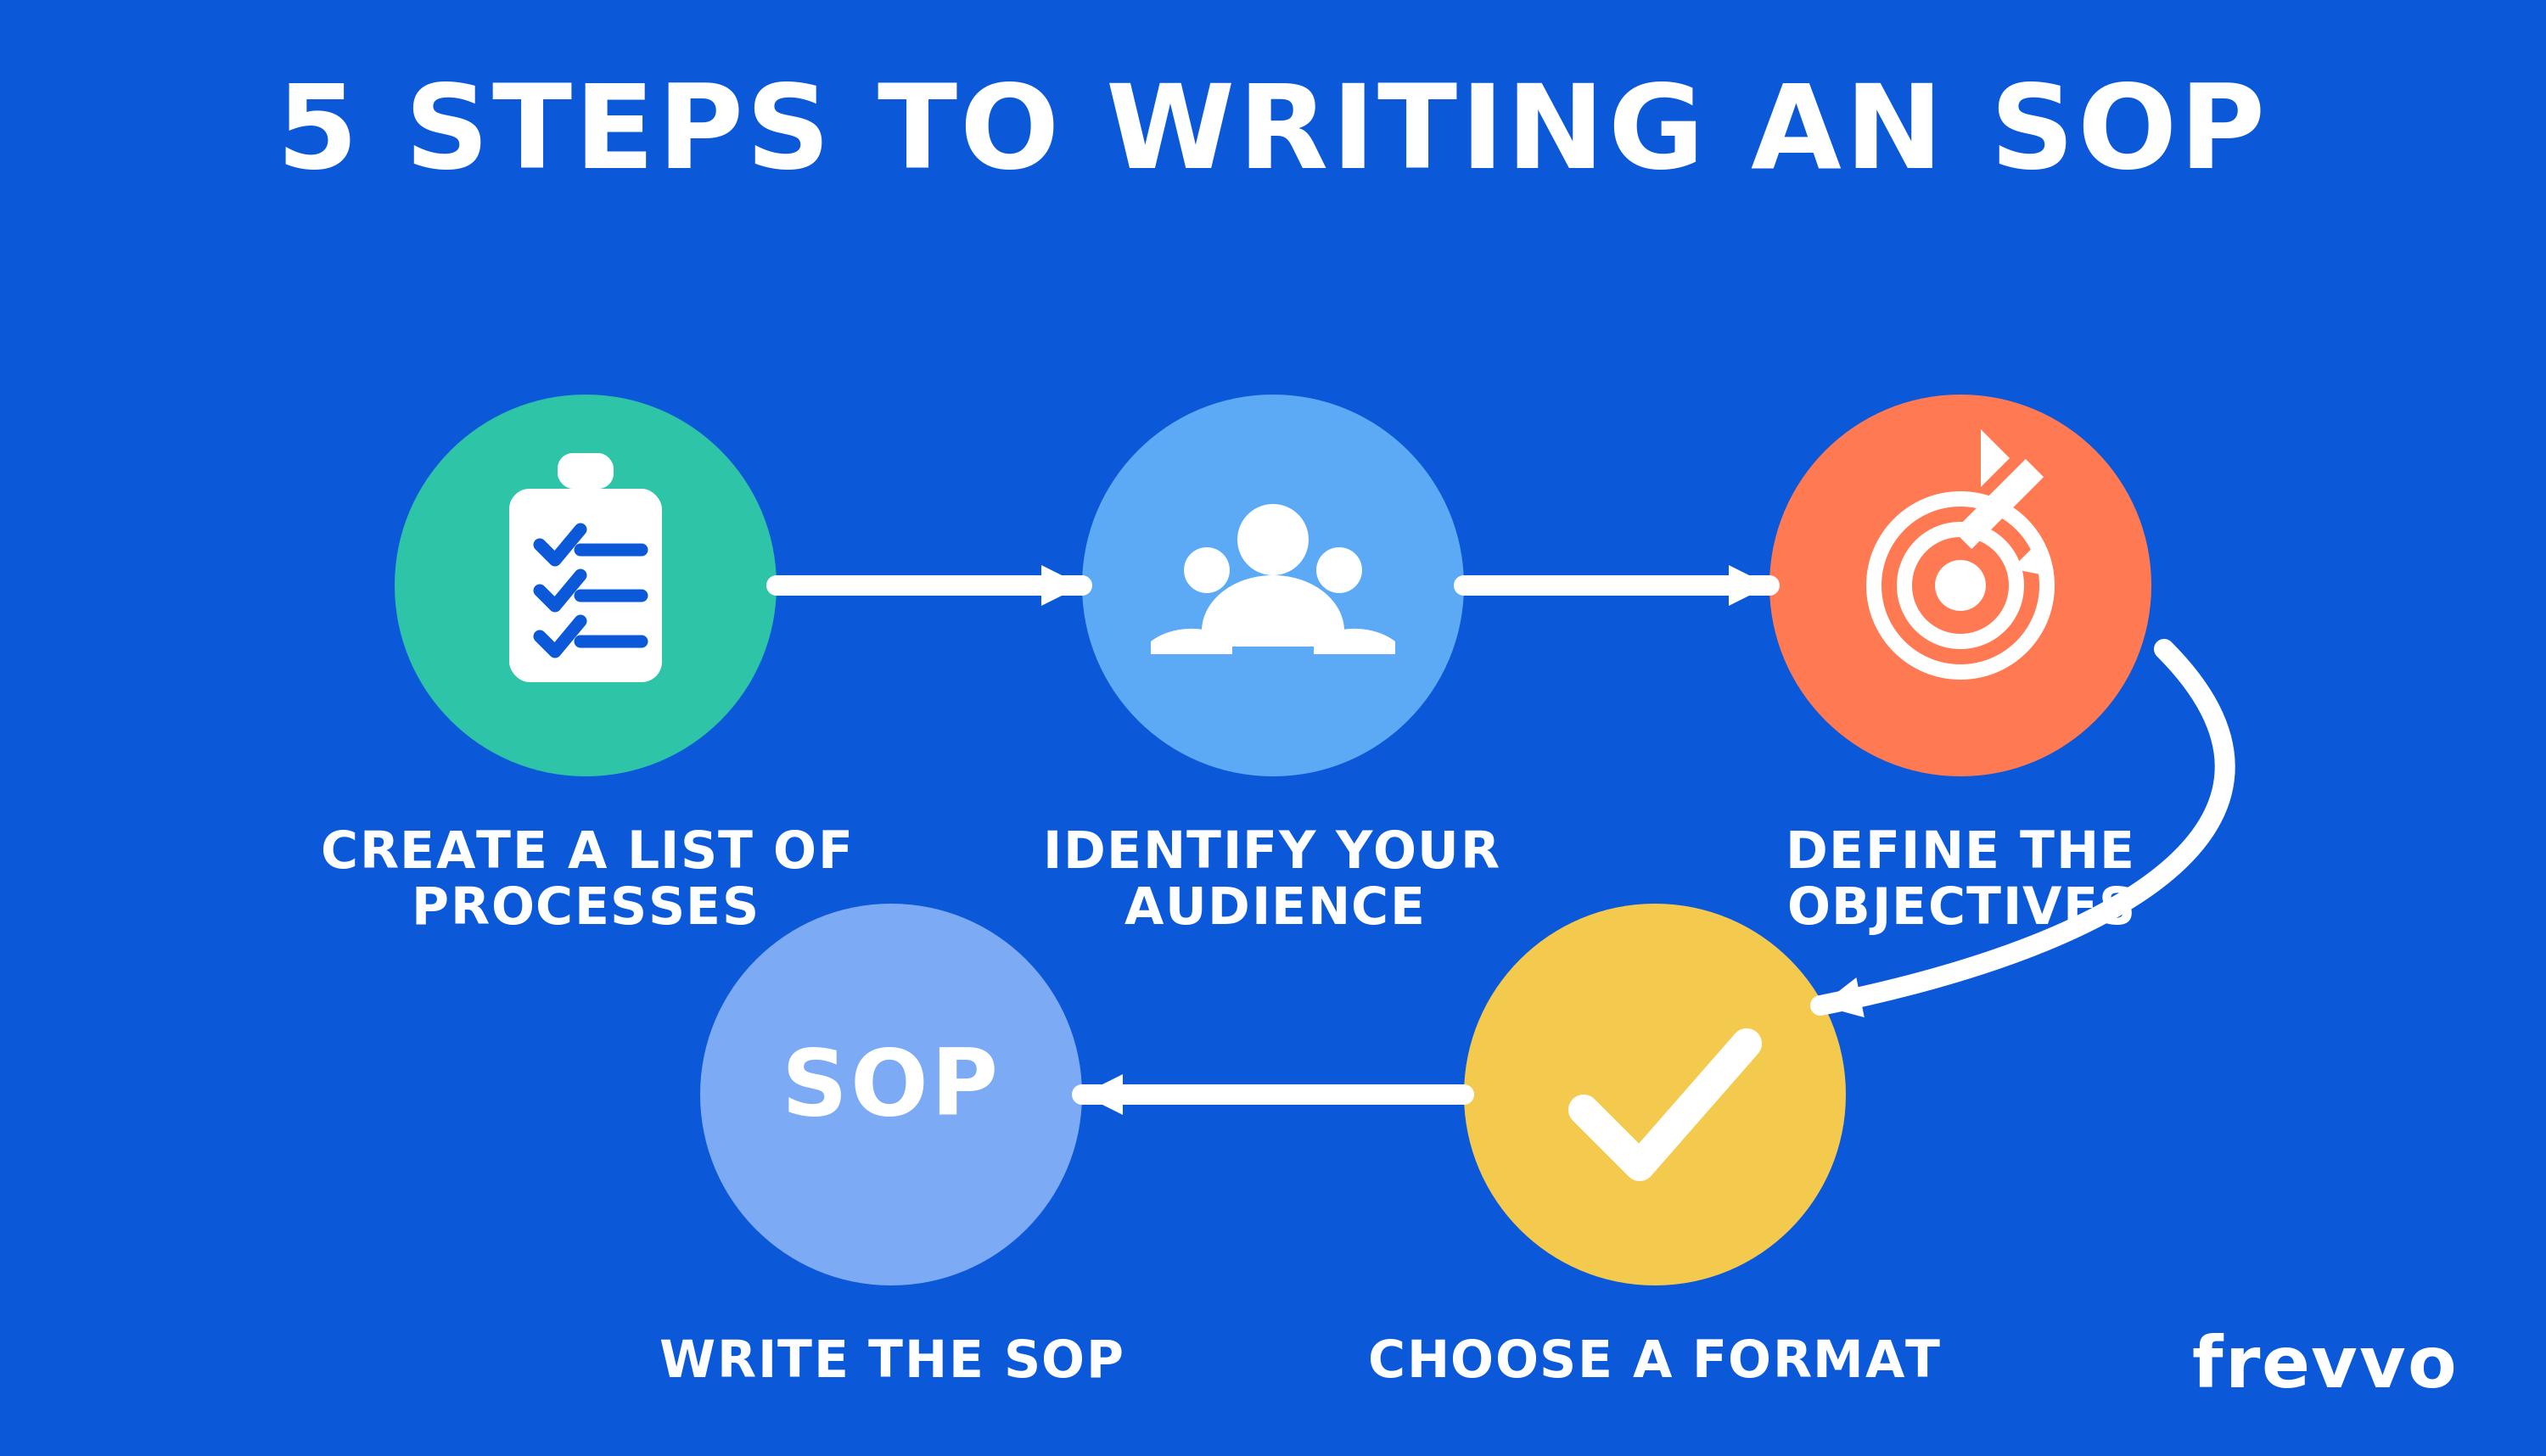 5 STEPS TO WRITING AN SOP
CREATE A LIST OF
PROCESSES
IDENTIFY YOUR
AUDIENCE
DEFINE THE
OBJECTIVES
SOP
WRITE THE SOP
CHOOSE A FORMAT
frevvo